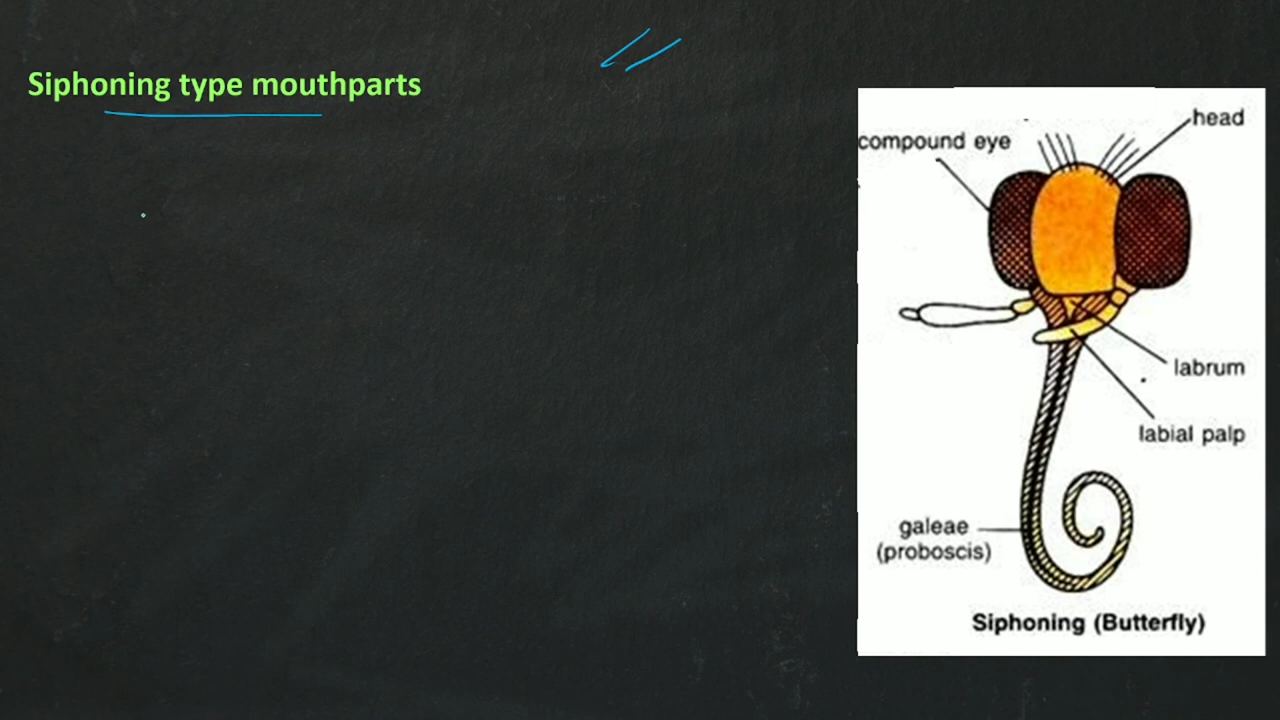 Siphoning type mouthparts
head
compound eye
labrum
labial palp
galeae
(proboscis)
Siphoning (Butterfly)